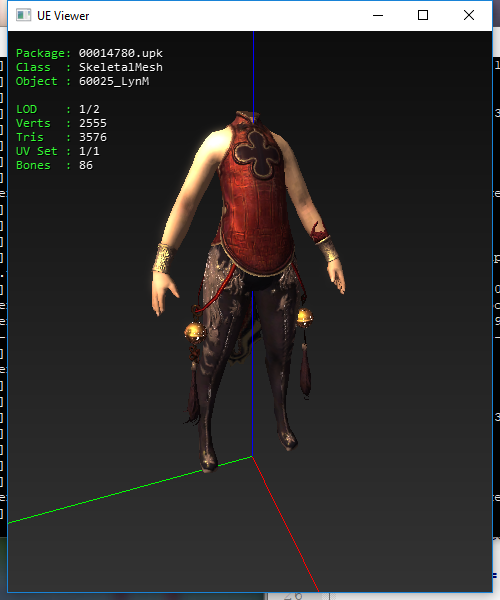 UE Viewer
Package: 00014780.upk
Class : SkeletalMesh
Object : 60025_LynM
LOD : 1/2
Verts : 2555
Tris : 3576
UV Set : 1/1
Bones : 86
26